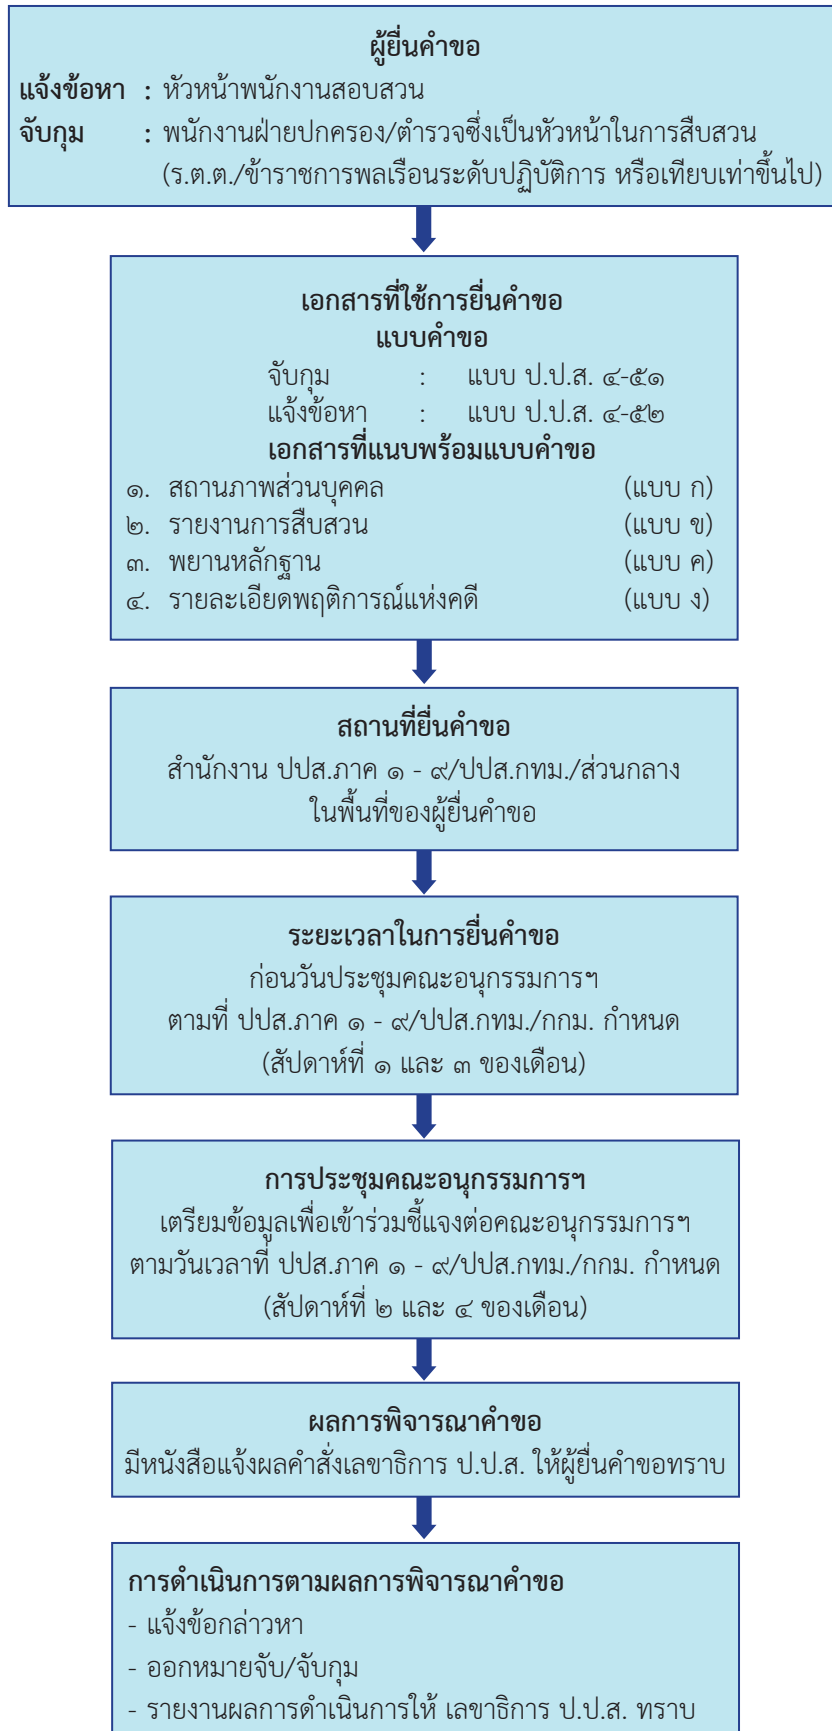 ผู้ยื่นคำขอ
แจ้งข้อหา : หัวหน้าพนักงานสอบสวน
จับกุม : พนักงานฝ่ายปกครอง/ตำรวจซึ่งเป็นหัวหน้าในการสืบสวน
(ร.ต.ต./ข้าราชการพลเรือนระดับปฏิบัติการ หรือเทียบเท่าขึ้นไป)
เอกสารที่ใช้การยื่นคำขอ
แบบคำขอ
จับกุม : แบบ ป.ป.ส. ๔-๕๑
แจ้งข้อหา : แบบ ป.ป.ส. ๔-๕๒
เอกสารที่แนบพร้อมแบบคำขอ
๑. สถานภาพส่วนบุคคล (แบบ ก)
๒. รายงานการสืบสวน (แบบ ข)
๓. พยานหลักฐาน (แบบ ค)
๔. รายละเอียดพฤติการณ์แห่งคดี (แบบ ง)
สถานที่ยื่นคำขอ
สำนักงาน ปปส.ภาค ๑ - ๙/ปปส.กทม./ส่วนกลาง
ในพื้นที่ของผู้ยื่นคำขอ
ระยะเวลาในการยื่นคำขอ
ก่อนวันประชุมคณะอนุกรรมการฯ
ตามที่ ปปส.ภาค ๑ - ๙/ปปส.กทม./กกม. กำหนด
(สัปดาห์ที่ ๑ และ ๓ ของเดือน)
การประชุมคณะอนุกรรมการฯ
เตรียมข้อมูลเพื่อเข้าร่วมชี้แจงต่อคณะอนุกรรมการฯ
ตามวันเวลาที่ ปปส.ภาค ๑ - ๙/ปปส.กทม./กกม. กำหนด
(สัปดาห์ที่ ๒ และ ๔ ของเดือน)
ผลการพิจารณาคำขอ
มีหนังสือแจ้งผลคำสั่งเลขาธิการ ป.ป.ส. ให้ผู้ยื่นคำขอทราบ
การดำเนินการตามผลการพิจารณาคำขอ
- แจ้งข้อกล่าวหา
- ออกหมายจับ/จับกุม
- รายงานผลการดำเนินการให้ เลขาธิการ ป.ป.ส. ทราบ